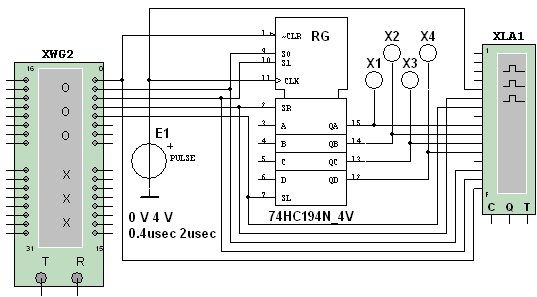 XWG2
16 0
O
O
O
X
X
X
31 15
T R
E1
+
PULSE
0 V 4 V
0.4usec 2usec
RG
1 ~CLR
9 S0
10 S1
11 CLK
2 SR
3 A QA 15
4 B QB 14
5 C QC 13
6 D QD 12
7 SL
74HC194N_4V
X1
X2
X3
X4
XLA1
1
F
C Q T